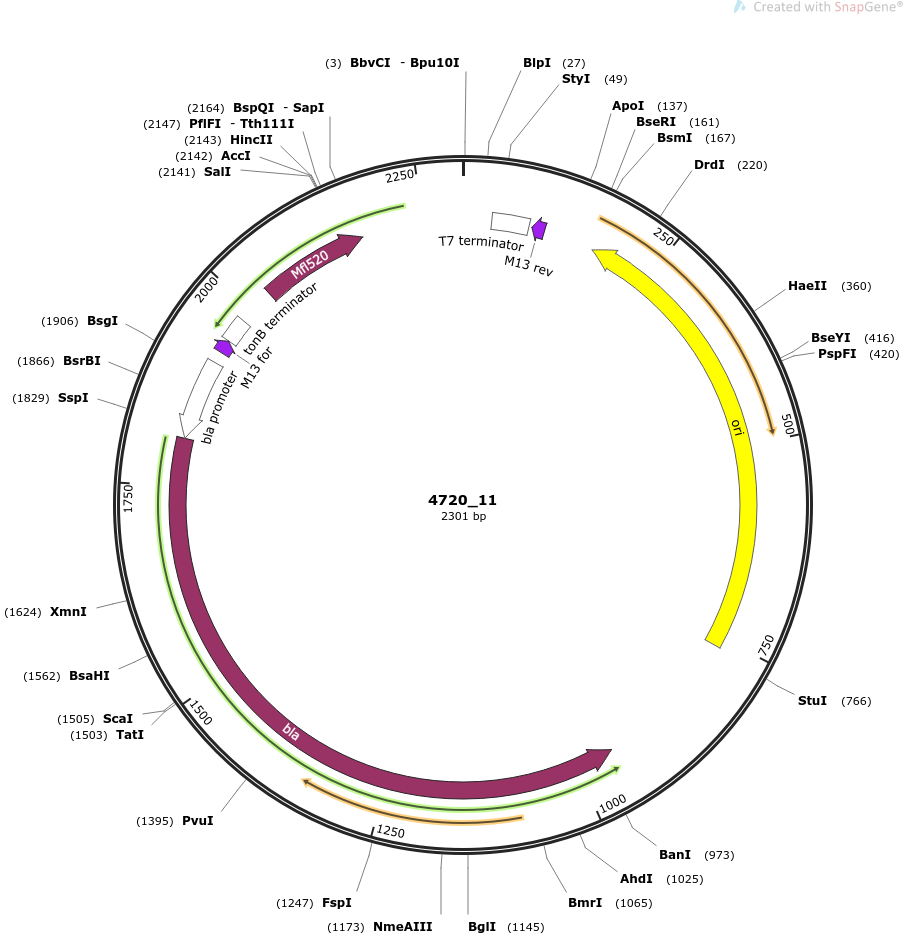 Created with SnapGene®
(3) BbvCI - Bpu10I
BlpI (27)
StyI (49)
ApoI (137)
BseRI (161)
BsmI (167)
DrdI (220)
HaeII (360)
BseYI (416)
PspFI (420)
StuI (766)
BanI (973)
AhdI (1025)
BmrI (1065)
BglI (1145)
(1173) NmeAIII
(1247) FspI
(1395) PvuI
(1503) TatI
(1505) ScaI
(1562) BsaHI
(1624) XmnI
(1829) SspI
(1866) BsrBI
(1906) BsgI
(2141) SalI
(2142) AccI
(2143) HincII
(2147) PflFI - Tth111I
(2164) BspQI - SapI
250
500
750
1000
1250
1500
1750
2000
2250
T7 terminator
M13 rev
ori
bla
bla promoter
M13 for
tonB terminator
Mfl520
4720_11
2301 bp